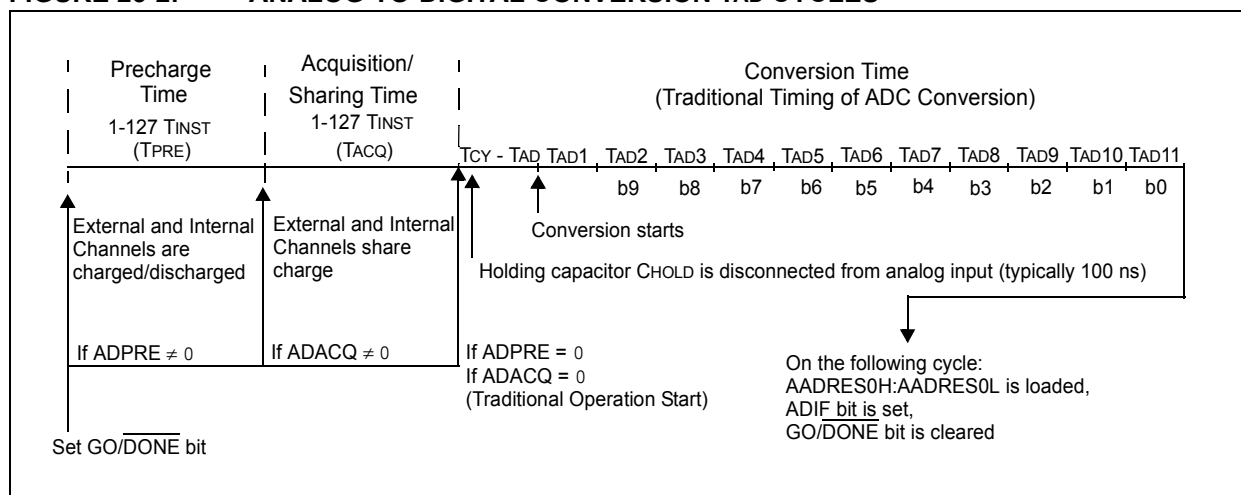 FIGURE 20-2: ANALOG-TO-DIGITAL CONVERSION TAD CYCLES
Precharge
Time
1-127 TINST
(TPRE)
Acquisition/
Sharing Time
1-127 TINST
(TACQ)
Conversion Time
(Traditional Timing of ADC Conversion)
TCY - TAD TAD1 TAD2 TAD3 TAD4 TAD5 TAD6 TAD7 TAD8 TAD9 TAD10 TAD11
b9 b8 b7 b6 b5 b4 b3 b2 b1 b0
External and Internal
Channels are
charged/discharged
External and Internal
Channels share
charge
Conversion starts
Holding capacitor CHOLD is disconnected from analog input (typically 100 ns)
If ADPRE ≠ 0
If ADACQ ≠ 0
If ADPRE = 0
If ADACQ = 0
(Traditional Operation Start)
On the following cycle:
AADRES0H:AADRES0L is loaded,
ADIF bit is set,
GO/DONE bit is cleared
Set GO/DONE bit